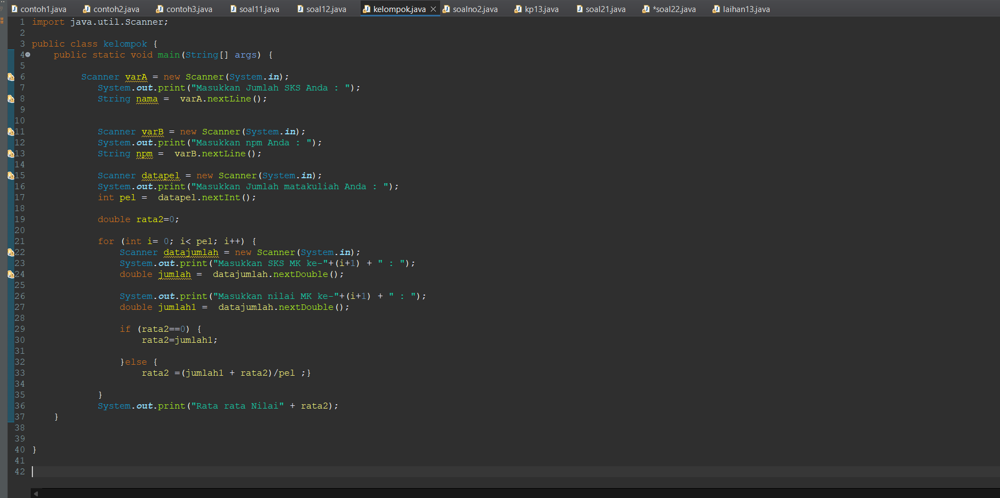 contoh1.java contoh2.java contoh3.java soal11.java soal12.java kelompok.java soalno2.java kp13.java soal21.java *soal22.java laihan13.java
1 import java.util.Scanner;
2
3 public class kelompok {
4 public static void main(String[] args) {
5
6 Scanner varA = new Scanner(System.in);
7 System.out.print("Masukkan Jumlah SKS Anda : ");
8 String nama =  varA.nextLine();
9
10
11 Scanner varB = new Scanner(System.in);
12 System.out.print("Masukkan npm Anda : ");
13 String npm =  varB.nextLine();
14
15 Scanner datapel = new Scanner(System.in);
16 System.out.print("Masukkan Jumlah matakuliah Anda : ");
17 int pel =  datapel.nextInt();
18
19 double rata2=0;
20
21 for (int i= 0; i< pel; i++) {
22 Scanner datajumlah = new Scanner(System.in);
23 System.out.print("Masukkan SKS MK ke-"+(i+1) + " : ");
24 double jumlah =  datajumlah.nextDouble();
25
26 System.out.print("Masukkan nilai MK ke-"+(i+1) + " : ");
27 double jumlah1 =  datajumlah.nextDouble();
28
29 if (rata2==0) {
30 rata2=jumlah1;
31
32 }else {
33 rata2 =(jumlah1 + rata2)/pel ;}
34
35 }
36 System.out.print("Rata rata Nilai" + rata2);
37 }
38
39
40 }
41
42